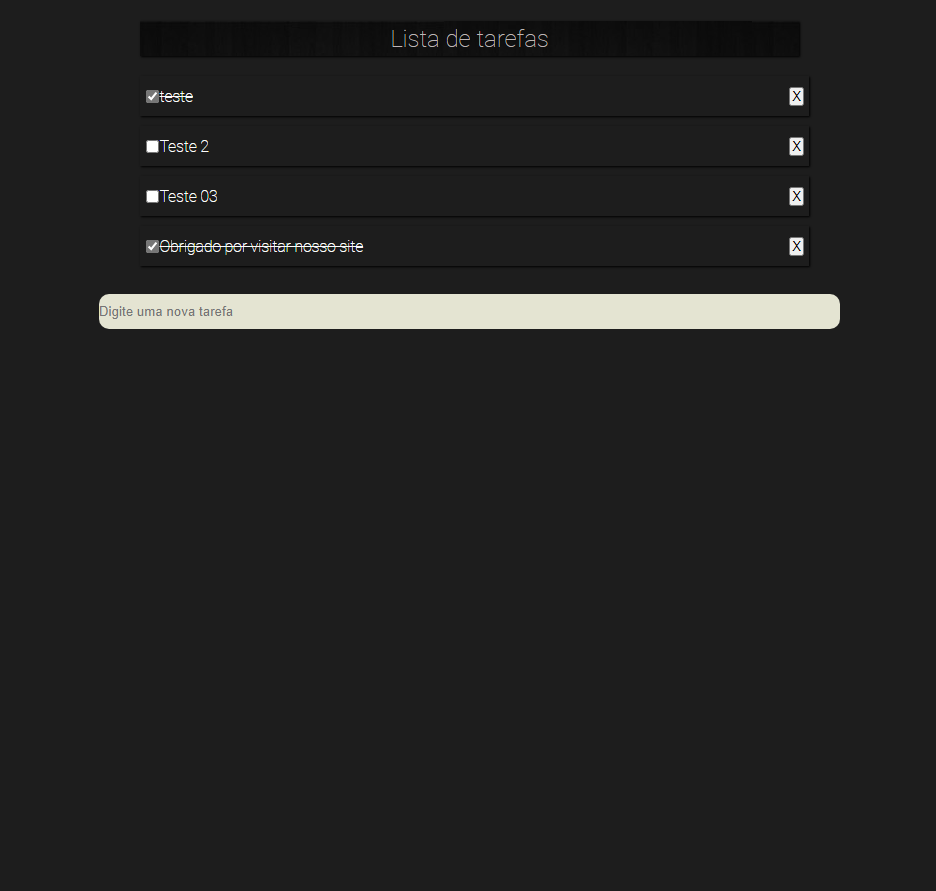 Lista de tarefas
teste X
Teste 2 X
Teste 03 X
Obrigado por visitar nosso site X
Digite uma nova tarefa